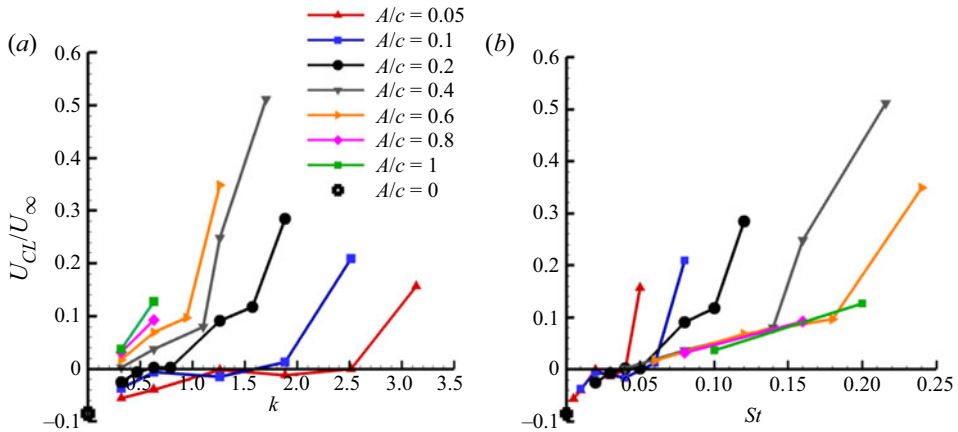 (a)
A/c = 0.05
A/c = 0.1
A/c = 0.2
A/c = 0.4
A/c = 0.6
A/c = 0.8
A/c = 1
A/c = 0
U_CL/U_∞
0.6
0.5
0.4
0.3
0.2
0.1
0
–0.1
0.5
1.0
1.5
2.0
2.5
3.0
3.5
k
(b)
0.6
0.5
0.4
0.3
0.2
0.1
0
–0.1
0.05
0.10
0.15
0.20
0.25
St